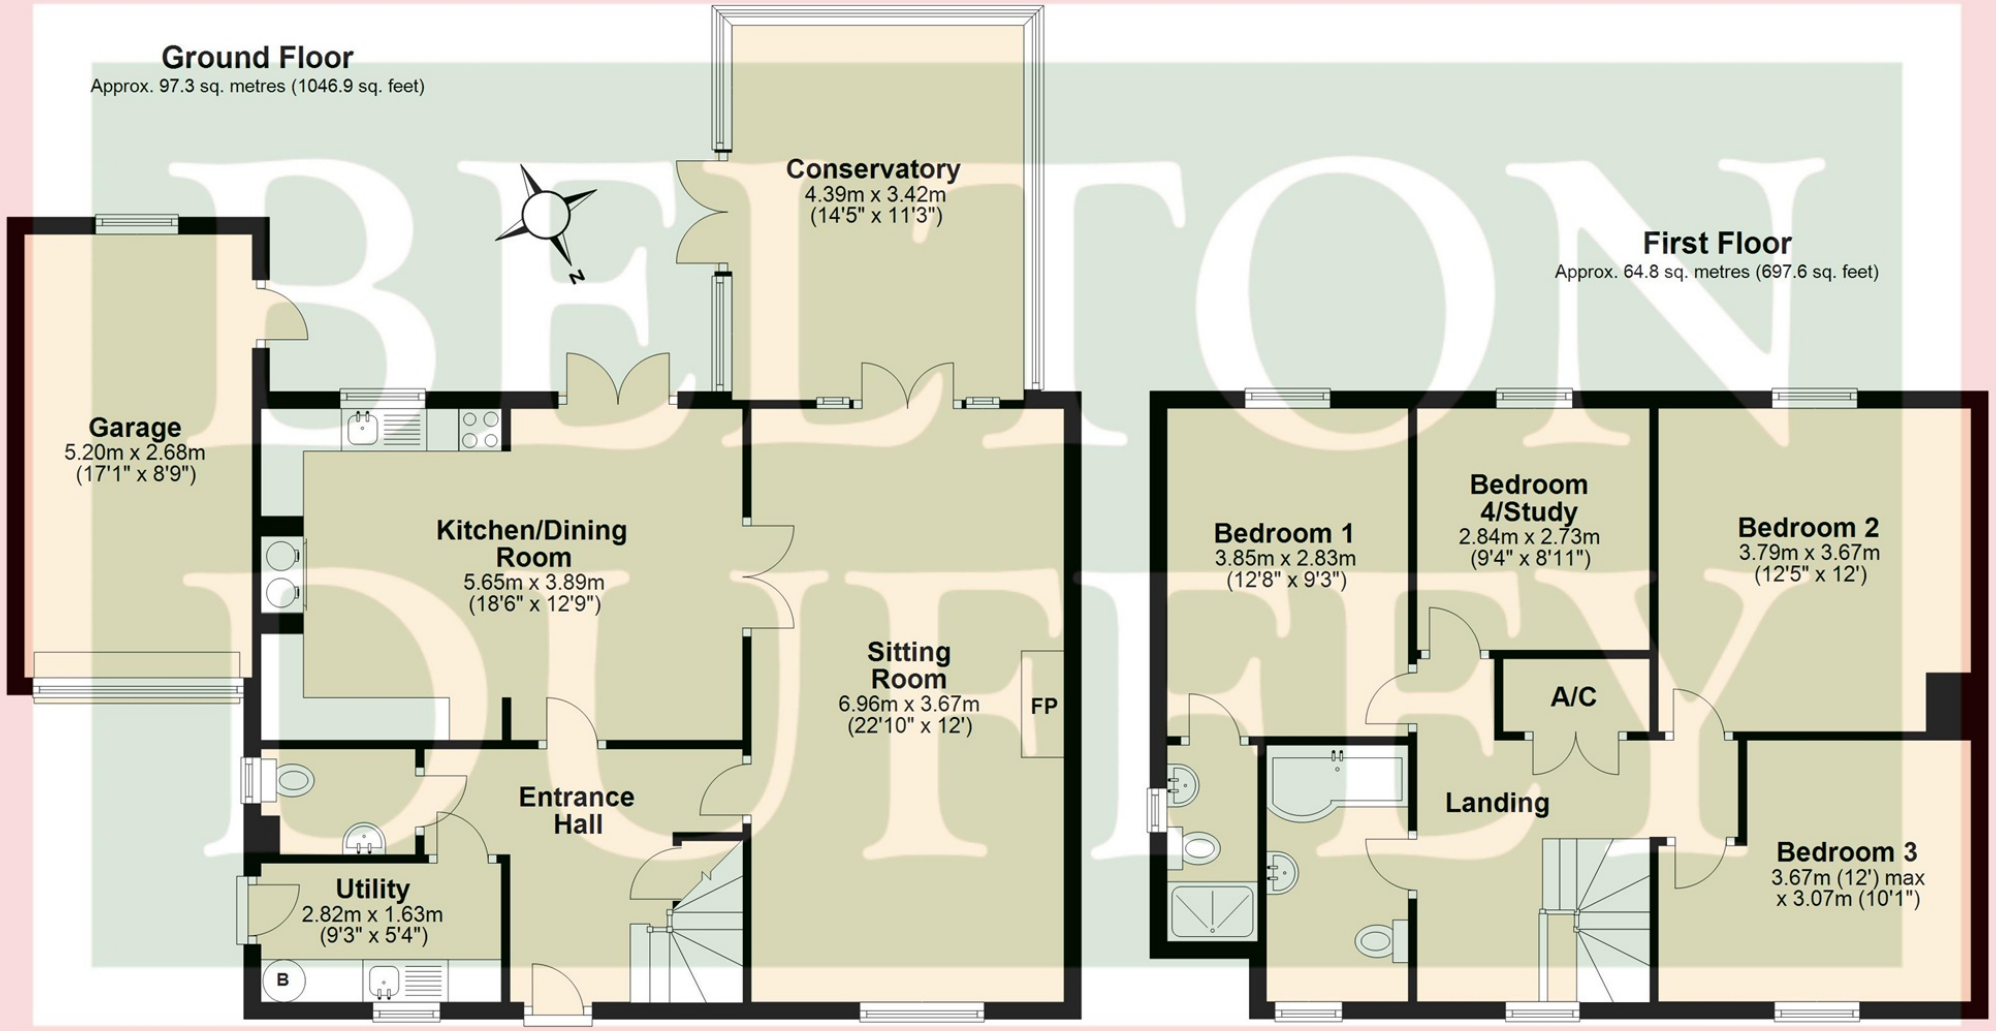 Ground Floor
Approx. 97.3 sq. metres (1046.9 sq. feet)
BELTON
DUFFEY
N
Conservatory
4.39m x 3.42m
(14'5" x 11'3")
Garage
5.20m x 2.68m
(17'1" x 8'9")
Kitchen/Dining
Room
5.65m x 3.89m
(18'6" x 12'9")
Sitting
Room
6.96m x 3.67m
(22'10" x 12')
FP
Entrance
Hall
Utility
2.82m x 1.63m
(9'3" x 5'4")
B
First Floor
Approx. 64.8 sq. metres (697.6 sq. feet)
Bedroom 1
3.85m x 2.83m
(12'8" x 9'3")
Bedroom
4/Study
2.84m x 2.73m
(9'4" x 8'11")
Bedroom 2
3.79m x 3.67m
(12'5" x 12')
A/C
Landing
Bedroom 3
3.67m (12') max
x 3.07m (10'1")